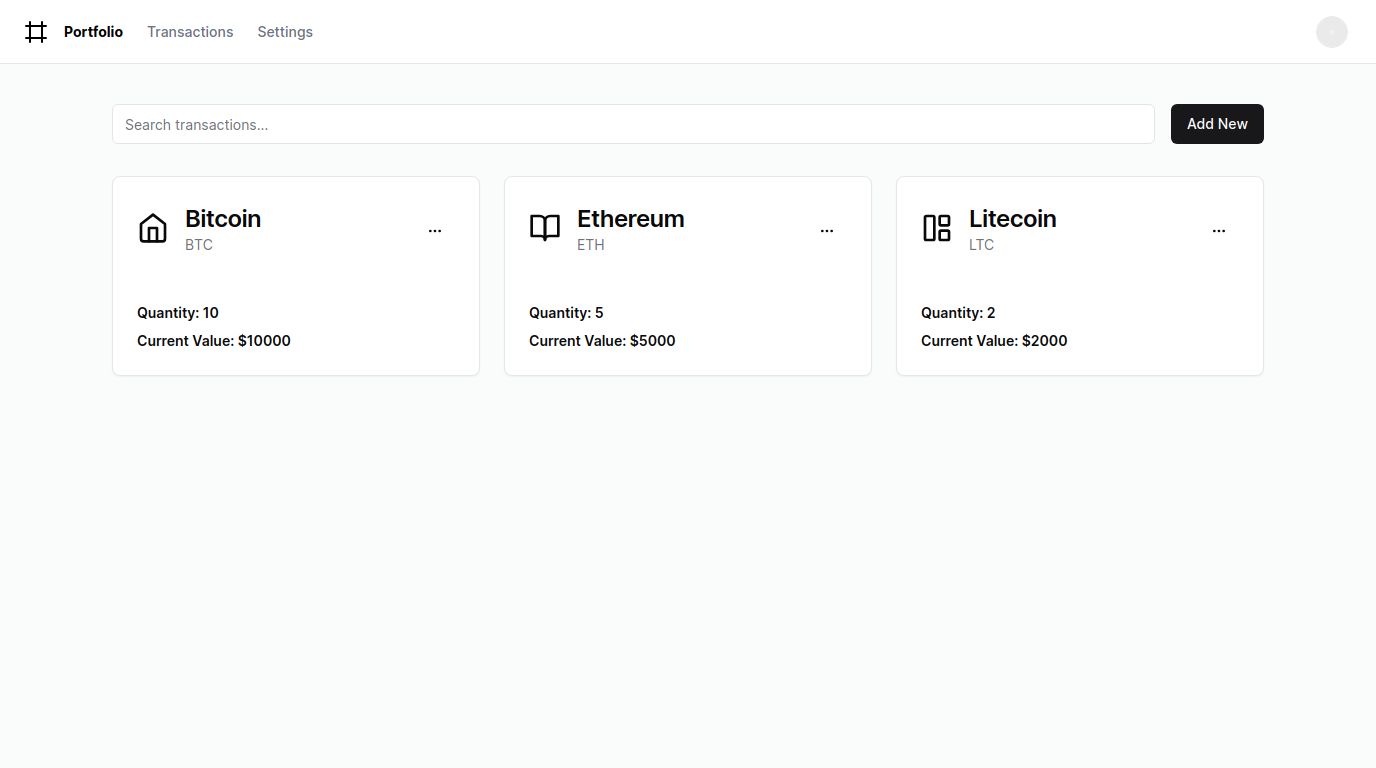 Portfolio Transactions Settings
Search transactions...
Add New
Bitcoin
BTC
Quantity: 10
Current Value: $10000
Ethereum
ETH
Quantity: 5
Current Value: $5000
Litecoin
LTC
Quantity: 2
Current Value: $2000